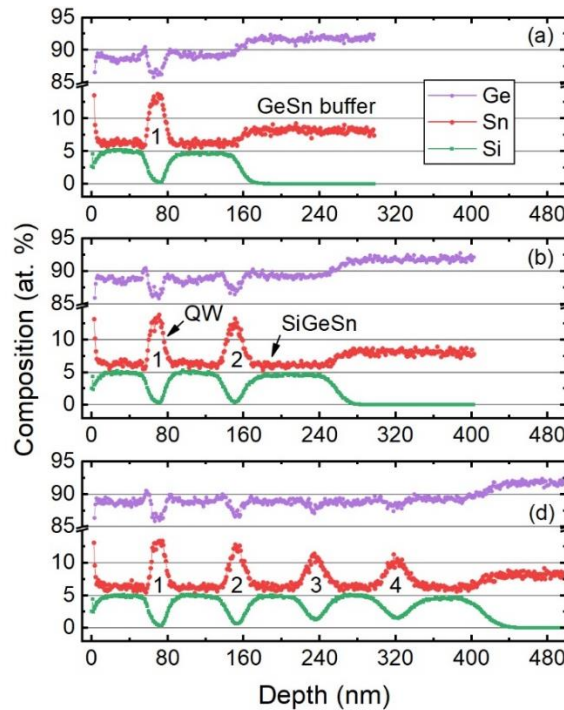 95
90
85
10
5
0
(a)
GeSn buffer
1
Ge
Sn
Si
0 80 160 240 320 400 480
95
90
85
10
5
0
(b)
QW
SiGeSn
1 2
0 80 160 240 320 400 480
95
90
85
10
5
0
(d)
1 2 3 4
0 80 160 240 320 400 480
Composition (at. %)
Depth (nm)